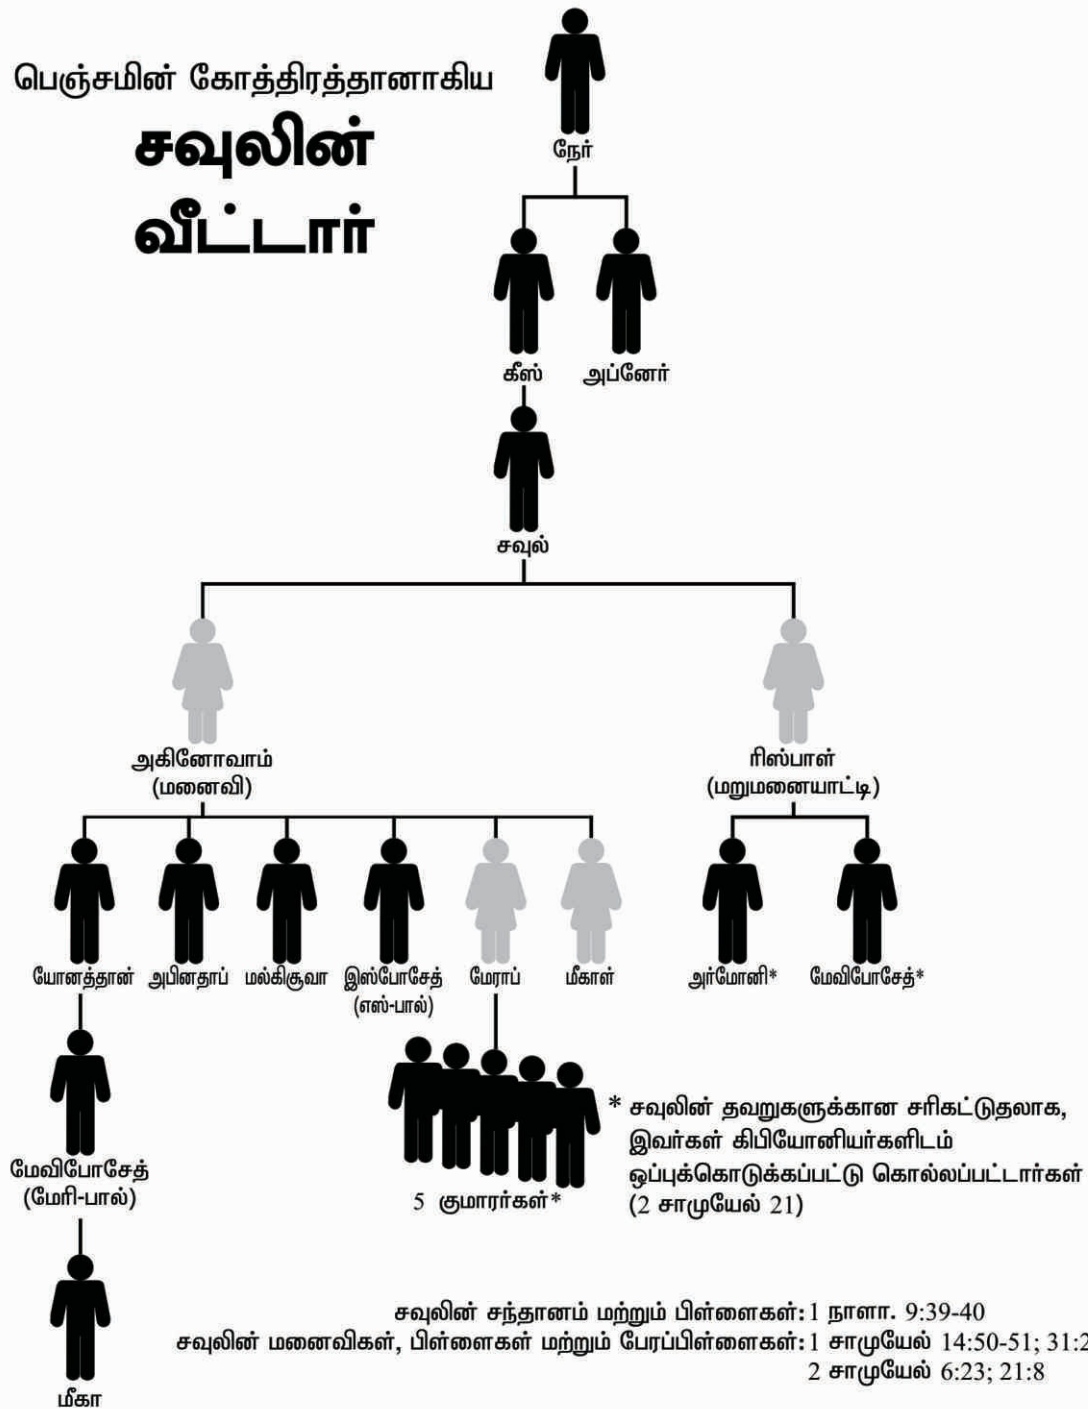 பெஞ்சமின் கோத்திரத்தானாகிய
சவுலின்
வீட்டார்
நேர்
கீஸ் அப்னேர்
சவுல்
அகினோவாம்
(மனைவி)
ரிஸ்பாள்
(மறுமனையாட்டி)
யோனத்தான் அபினதாப் மல்கிசூவா இஸ்போசேத் மேராப் மீகாள் அர்மோனி* மேவிபோசேத்*
(எஸ்-பால்)
மேவிபோசேத்
(மேரி-பால்)
5 குமாரர்கள்*
* சவுலின் தவறுகளுக்கான சரிகட்டுதலாக,
இவர்கள் கிபியோனியர்களிடம்
ஒப்புக்கொடுக்கப்பட்டு கொல்லப்பட்டார்கள்
(2 சாமுயேல் 21)
மீகா
சவுலின் சந்தானம் மற்றும் பிள்ளைகள்: 1 நாளா. 9:39-40
சவுலின் மனைவிகள், பிள்ளைகள் மற்றும் பேரப்பிள்ளைகள்: 1 சாமுயேல் 14:50-51; 31:2
2 சாமுயேல் 6:23; 21:8